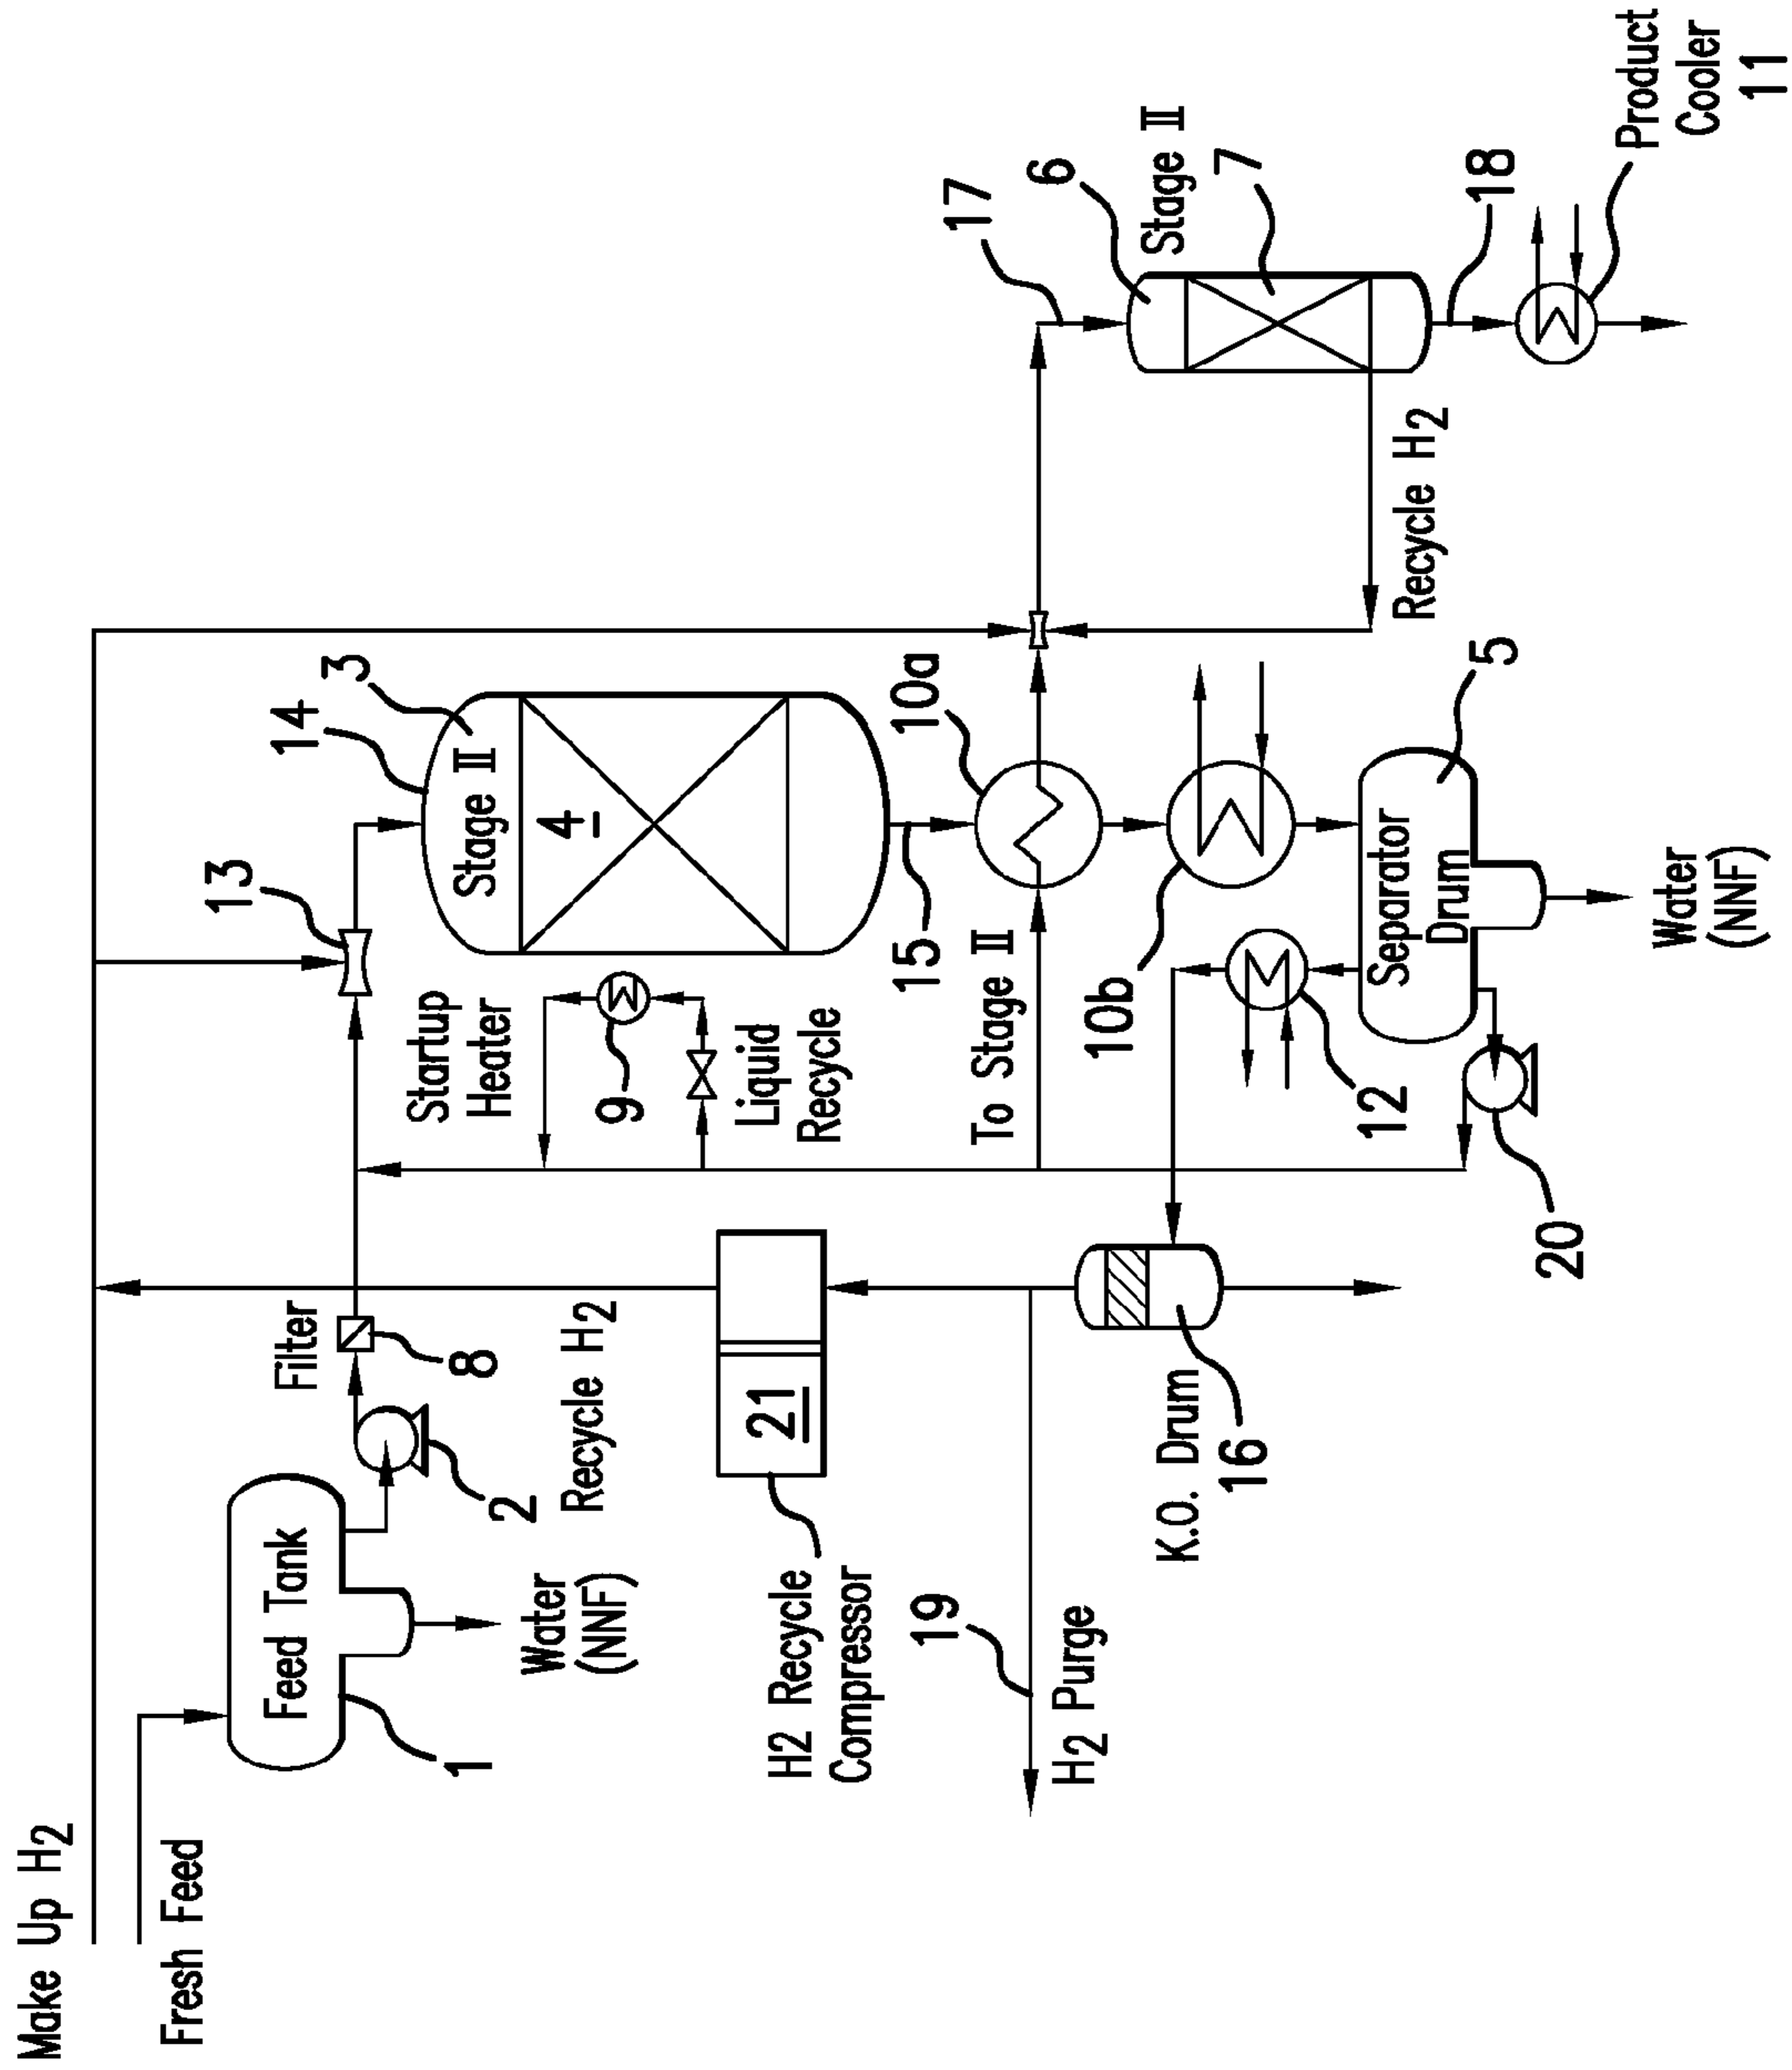 Make Up H2
Fresh Feed
Feed Tank
1
Water
(NNF)
2
Filter
8
Recycle H2
13
14
3
Stage II
4
Startup
Heater
9
Liquid
Recycle
15
10a
To Stage II
10b
12
Separator
Drum
5
Water
(NNF)
20
H2 Recycle
Compressor
21
19
H2 Purge
K.O. Drum
16
17
6
Stage II
7
Recycle H2
18
Product
Cooler
11